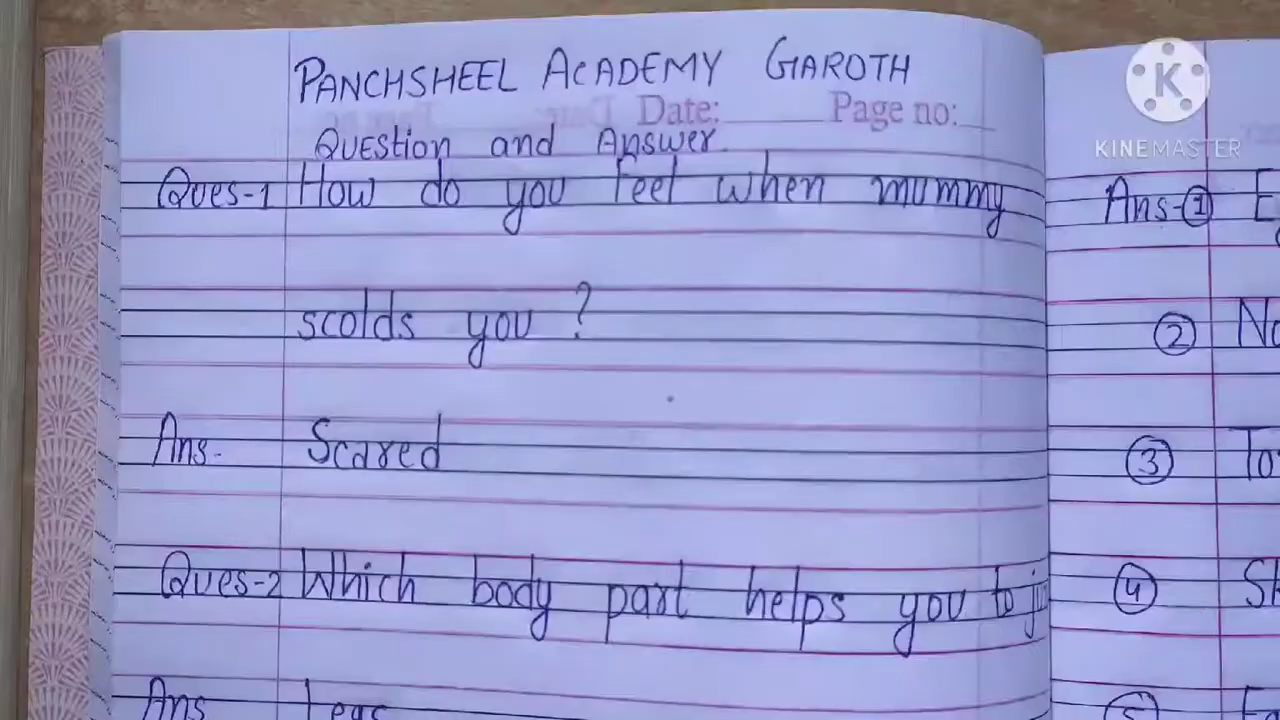 PANCHSHEEL ACADEMY GAROTH
Date: Page no:
Question and Answer
Ques-1 How do you feel when mummy
scolds you ?
Ans- Scared
Ques-2 Which body part helps you to
Ans Legs
K
KINEMASTER
Ans-①
②
③
④
⑤